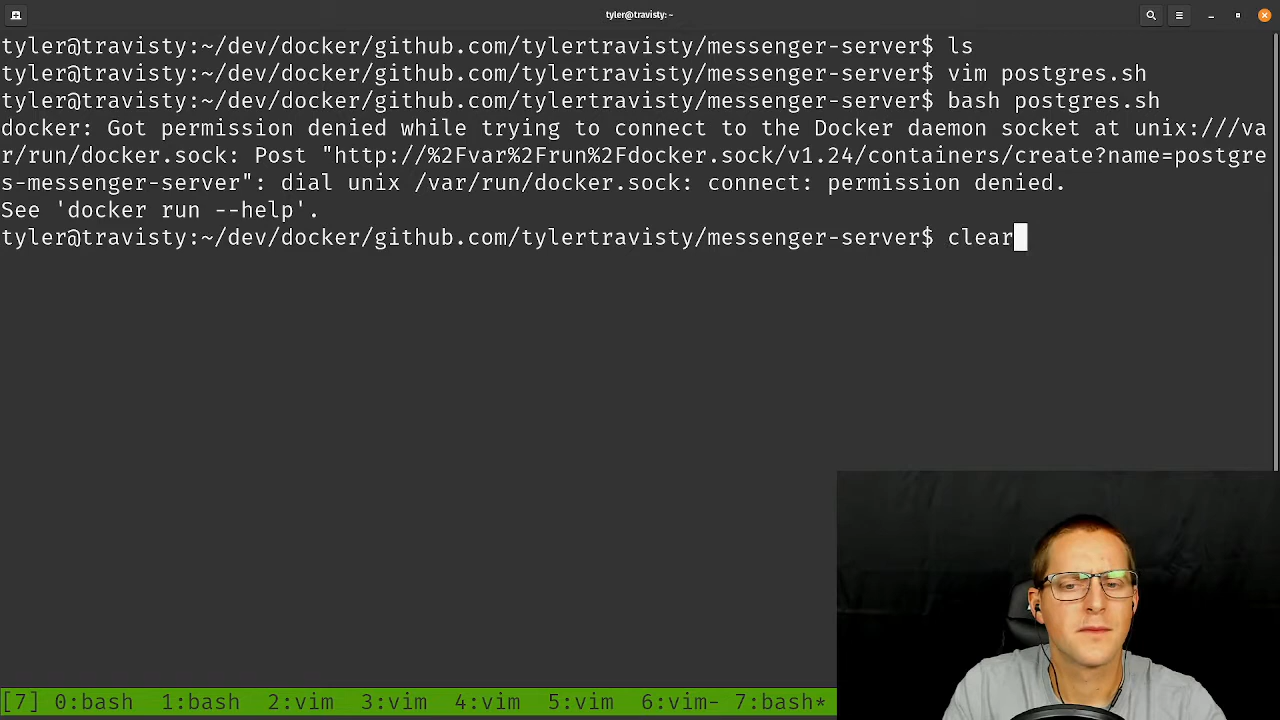 tyler@travisty: ~
tyler@travisty:~/dev/docker/github.com/tylertravisty/messenger-server$ ls
tyler@travisty:~/dev/docker/github.com/tylertravisty/messenger-server$ vim postgres.sh
tyler@travisty:~/dev/docker/github.com/tylertravisty/messenger-server$ bash postgres.sh
docker: Got permission denied while trying to connect to the Docker daemon socket at unix:///va
r/run/docker.sock: Post "http://%2Fvar%2Frun%2Fdocker.sock/v1.24/containers/create?name=postgre
s-messenger-server": dial unix /var/run/docker.sock: connect: permission denied.
See 'docker run --help'.
tyler@travisty:~/dev/docker/github.com/tylertravisty/messenger-server$ clear
[7] 0:bash 1:bash 2:vim 3:vim 4:vim 5:vim 6:vim- 7:bash*